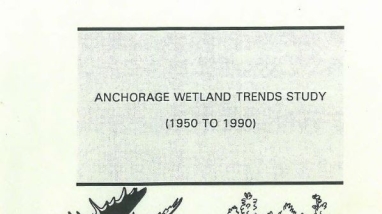 ANCHORAGE WETLAND TRENDS STUDY
(1950 TO 1990)